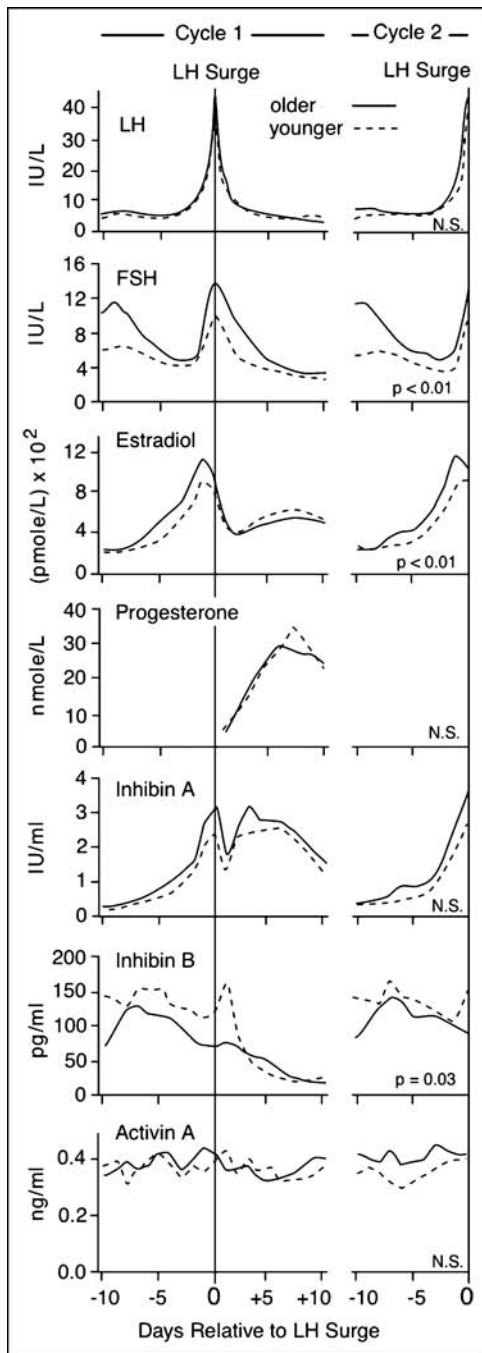 Cycle 1 Cycle 2
LH Surge LH Surge
LH
older
younger
40
30
20
10
0
IU/L
N.S.
FSH
16
12
8
4
0
IU/L
p < 0.01
Estradiol
12
8
4
0
(pmole/L) x 10²
p < 0.01
Progesterone
40
30
20
10
0
nmole/L
N.S.
Inhibin A
4
3
2
1
0
IU/ml
N.S.
Inhibin B
200
150
100
50
0
pg/ml
p = 0.03
Activin A
0.4
0.2
0.0
ng/ml
N.S.
-10 -5 0 +5 +10 -10 -5 0
Days Relative to LH Surge